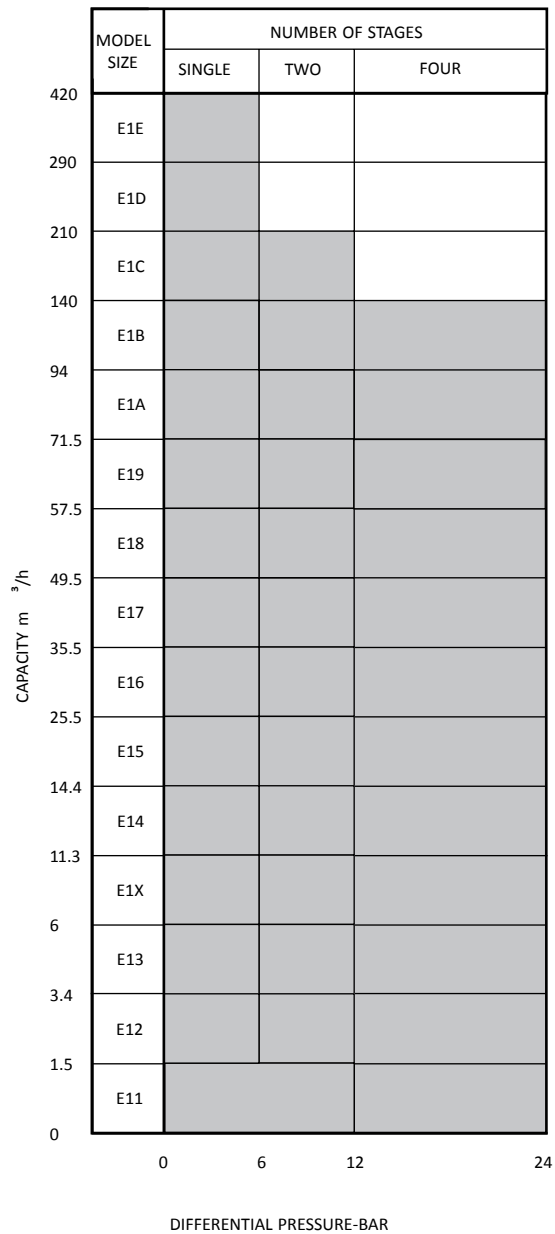 MODEL SIZE
NUMBER OF STAGES
SINGLE TWO FOUR
420
E1E
290
E1D
210
E1C
140
E1B
94
E1A
71.5
E19
57.5
E18
49.5
E17
35.5
E16
25.5
E15
14.4
E14
11.3
E1X
6
E13
3.4
E12
1.5
E11
0
CAPACITY m ³/h
0 6 12 24
DIFFERENTIAL PRESSURE-BAR